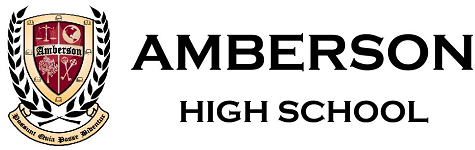 Amberson
Possunt Quia Posse Videntur
AMBERSON
HIGH SCHOOL